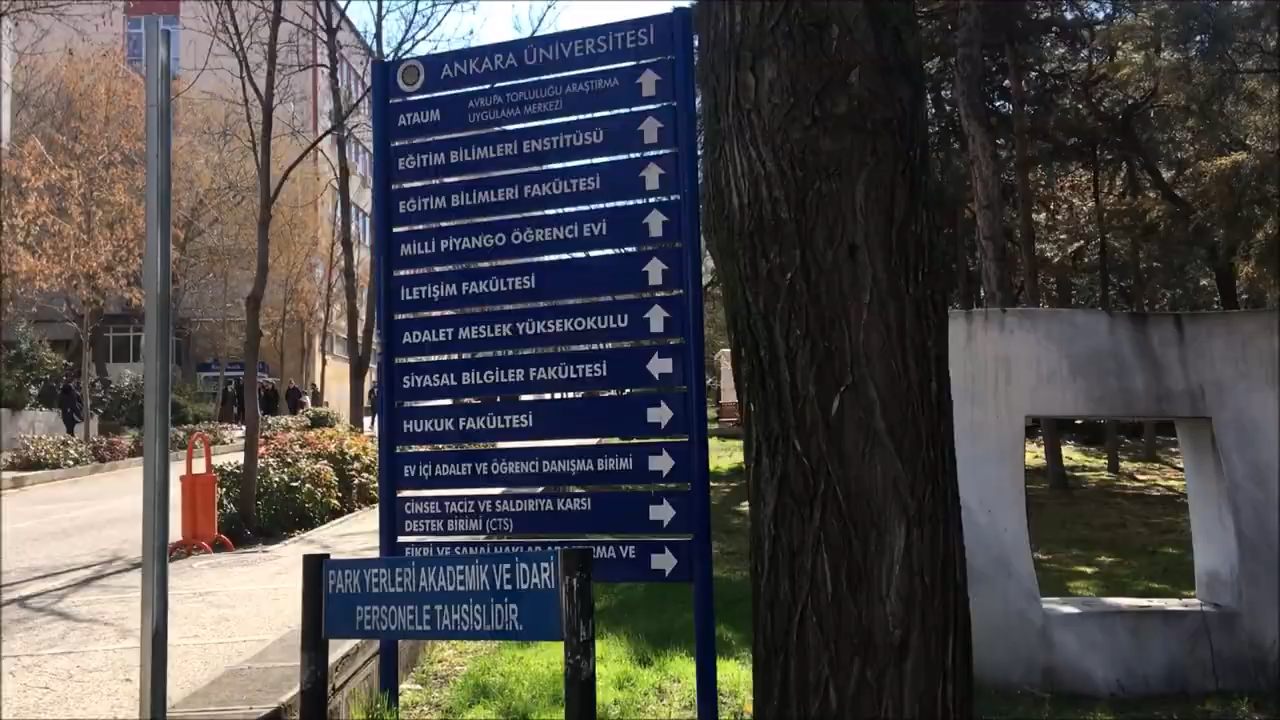 ANKARA ÜNİVERSİTESİ
ATAUM
AVRUPA TOPLULUĞU ARAŞTIRMA
UYGULAMA MERKEZİ
EĞİTİM BİLİMLERİ ENSTİTÜSÜ
EĞİTİM BİLİMLERİ FAKÜLTESİ
MİLLİ PİYANGO ÖĞRENCİ EVİ
İLETİŞİM FAKÜLTESİ
ADALET MESLEK YÜKSEKOKULU
SİYASAL BİLGİLER FAKÜLTESİ
HUKUK FAKÜLTESİ
EV İÇİ ADALET VE ÖĞRENCİ DANIŞMA BİRİMİ
CİNSEL TACİZ VE SALDIRIYA KARSI
DESTEK BİRİMİ (CTS)
FİKRİ VE SANAİ HAKLAR VE
PARK YERLERİ AKADEMİK VE İDARİ
PERSONELE TAHSİSLİDİR.